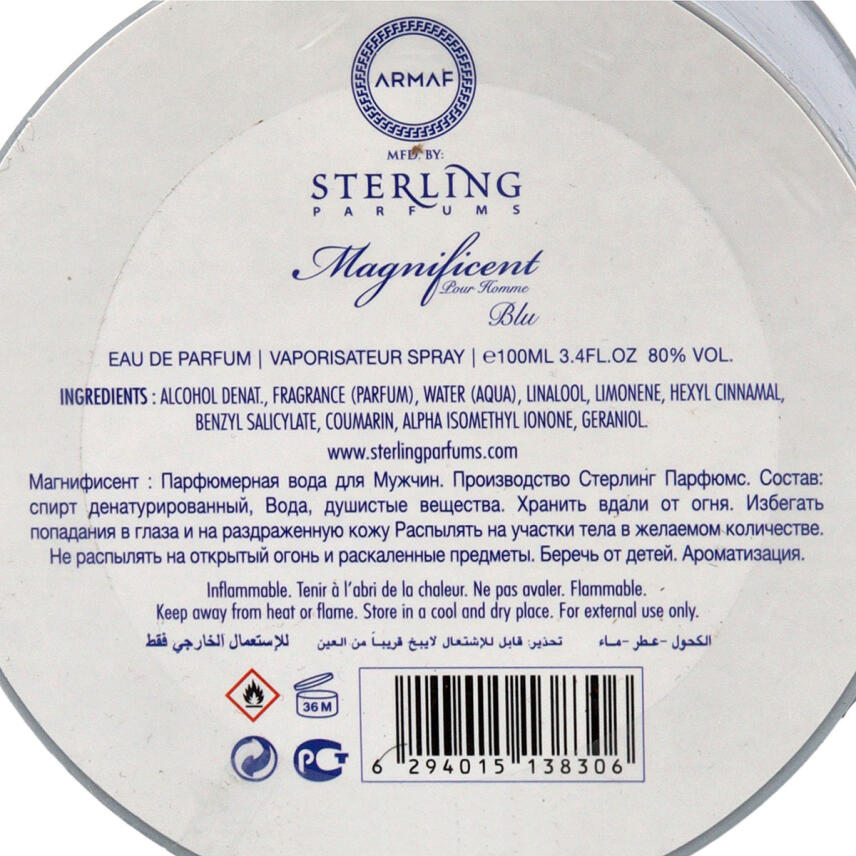 ARMAF
MFD. BY:
STERLING
PARFUMS
Magnificent
Pour Homme
Blu
EAU DE PARFUM | VAPORISATEUR SPRAY | ℮100ML 3.4FL.OZ 80% VOL.
INGREDIENTS : ALCOHOL DENAT., FRAGRANCE (PARFUM), WATER (AQUA), LINALOOL, LIMONENE, HEXYL CINNAMAL,
BENZYL SALICYLATE, COUMARIN, ALPHA ISOMETHYL IONONE, GERANIOL.
www.sterlingparfums.com
Магнифисент : Парфюмерная вода для Мужчин. Производство Стерлинг Парфюмс. Состав:
спирт денатурированный, Вода, душистые вещества. Хранить вдали от огня. Избегать
попадания в глаза и на раздраженную кожу Распылять на участки тела в желаемом количестве.
Не распылять на открытый огонь и раскаленные предметы. Беречь от детей. Ароматизация.
Inflammable. Tenir à l'abri de la chaleur. Ne pas avaler. Flammable.
Keep away from heat or flame. Store in a cool and dry place. For external use only.
الكحول -عطر -ماء تحذير: قابل للإشتعال لايبخ قريباً من العين للإستعمال الخارجي فقط
36 M
РСТ
6 294015 138306